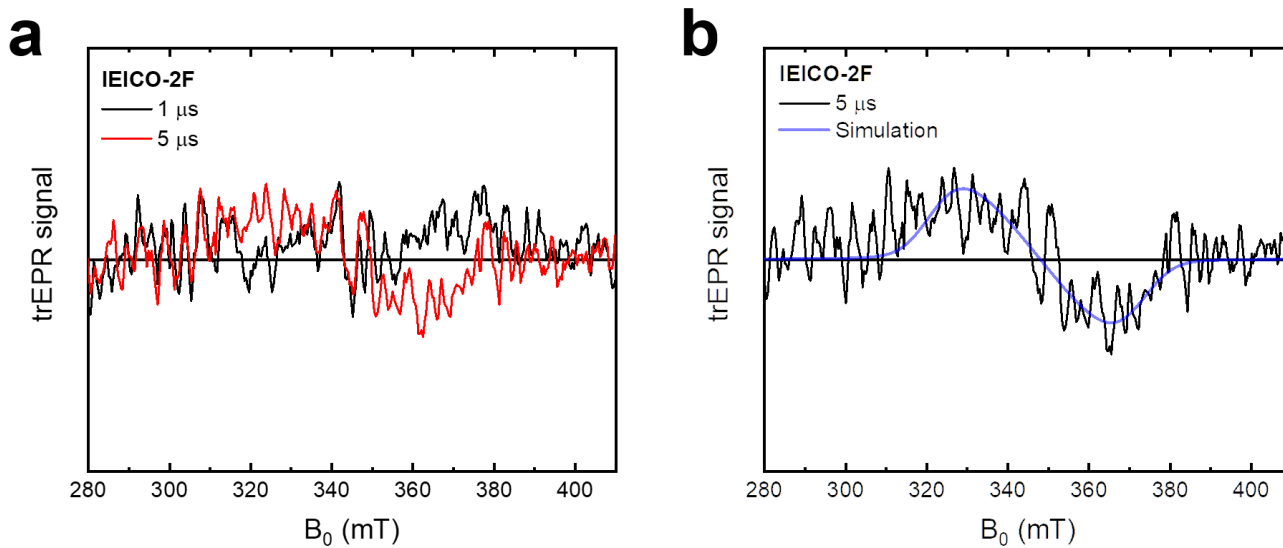 a
IEICO-2F
1 μs
5 μs
trEPR signal
280 300 320 340 360 380 400
B0 (mT)
b
IEICO-2F
5 μs
Simulation
trEPR signal
280 300 320 340 360 380 400
B0 (mT)